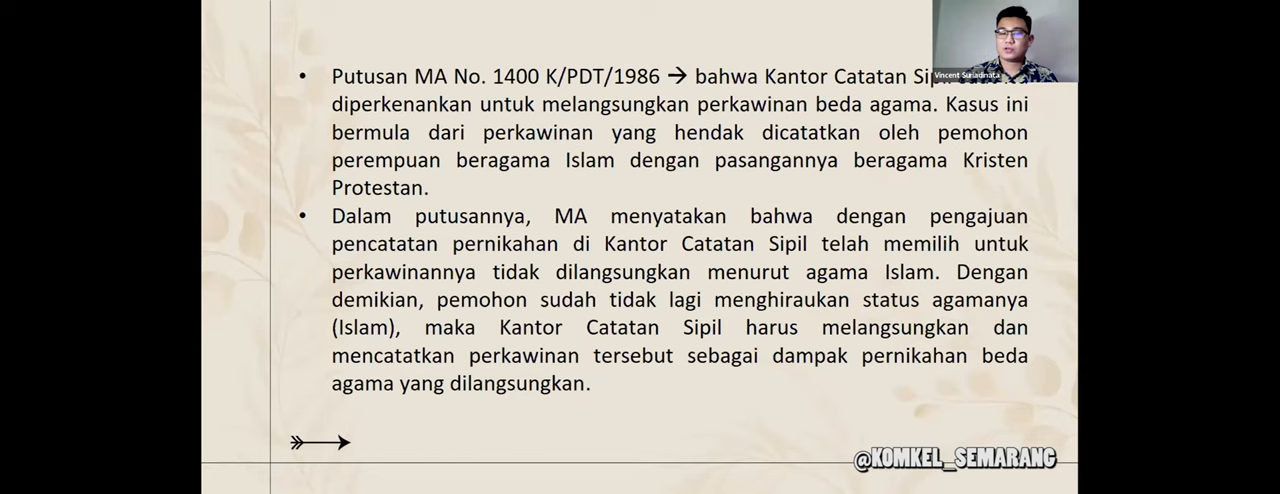 Vincent Suriadinata
• Putusan MA No. 1400 K/PDT/1986 → bahwa Kantor Catatan
diperkenankan untuk melangsungkan perkawinan beda agama. Kasus ini
bermula dari perkawinan yang hendak dicatatkan oleh pemohon
perempuan beragama Islam dengan pasangannya beragama Kristen
Protestan.
• Dalam putusannya, MA menyatakan bahwa dengan pengajuan
pencatatan pernikahan di Kantor Catatan Sipil telah memilih untuk
perkawinannya tidak dilangsungkan menurut agama Islam. Dengan
demikian, pemohon sudah tidak lagi menghiraukan status agamanya
(Islam), maka Kantor Catatan Sipil harus melangsungkan dan
mencatatkan perkawinan tersebut sebagai dampak pernikahan beda
agama yang dilangsungkan.
@KOMKEL_SEMARANG